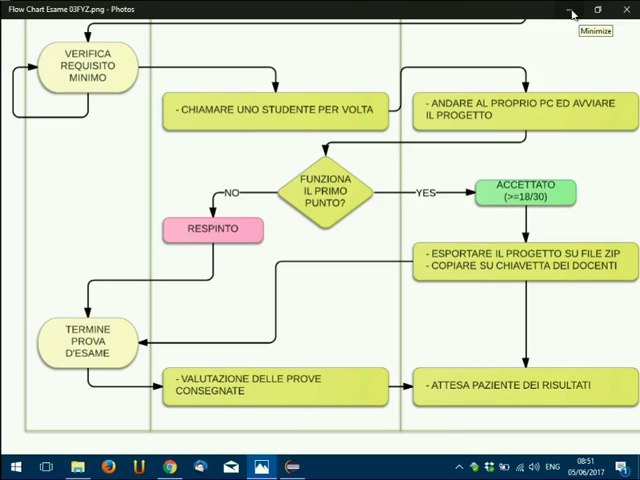 Flow Chart Esame 03FYZ.png - Photos
Minimize
VERIFICA
REQUISITO
MINIMO
- CHIAMARE UNO STUDENTE PER VOLTA
- ANDARE AL PROPRIO PC ED AVVIARE
IL PROGETTO
FUNZIONA
IL PRIMO
PUNTO?
NO
YES
ACCETTATO
(>=18/30)
RESPINTO
- ESPORTARE IL PROGETTO SU FILE ZIP
- COPIARE SU CHIAVETTA DEI DOCENTI
TERMINE
PROVA
D'ESAME
- VALUTAZIONE DELLE PROVE
CONSEGNATE
- ATTESA PAZIENTE DEI RISULTATI
ENG
08:51
05/06/2017